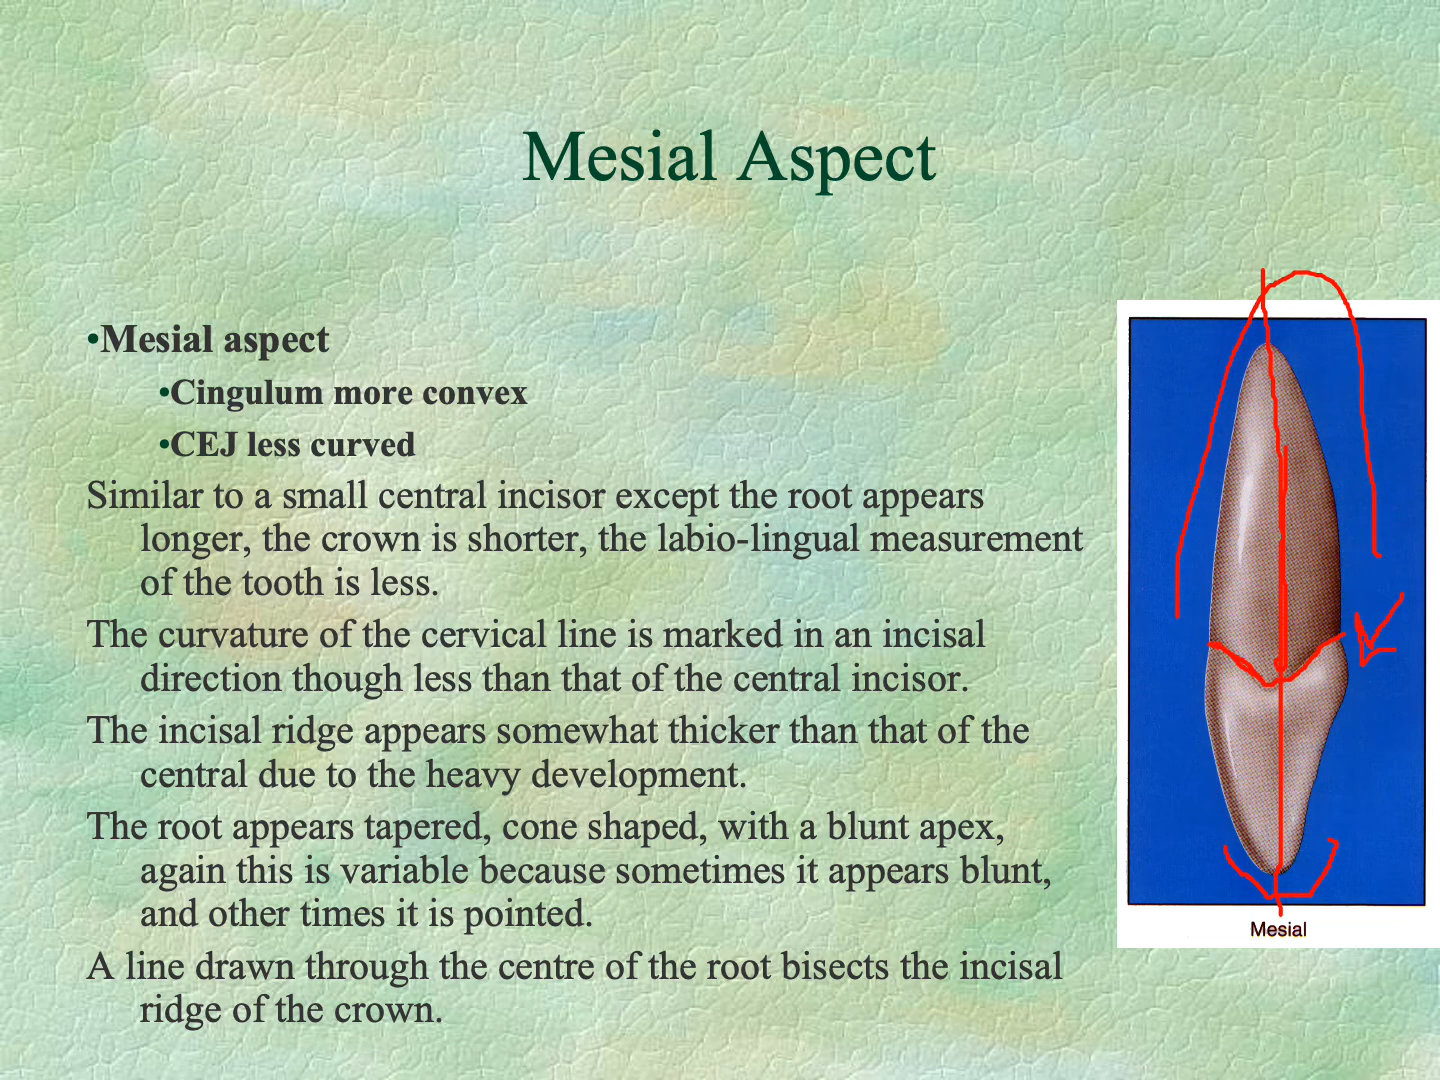 Mesial Aspect
•Mesial aspect
•Cingulum more convex
•CEJ less curved
Similar to a small central incisor except the root appears
longer, the crown is shorter, the labio-lingual measurement
of the tooth is less.
The curvature of the cervical line is marked in an incisal
direction though less than that of the central incisor.
The incisal ridge appears somewhat thicker than that of the
central due to the heavy development.
The root appears tapered, cone shaped, with a blunt apex,
again this is variable because sometimes it appears blunt,
and other times it is pointed.
A line drawn through the centre of the root bisects the incisal
ridge of the crown.
Mesial